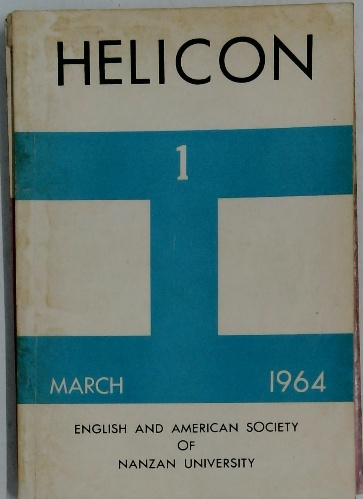 HELICON
1
MARCH 1964
ENGLISH AND AMERICAN SOCIETY
OF
NANZAN UNIVERSITY